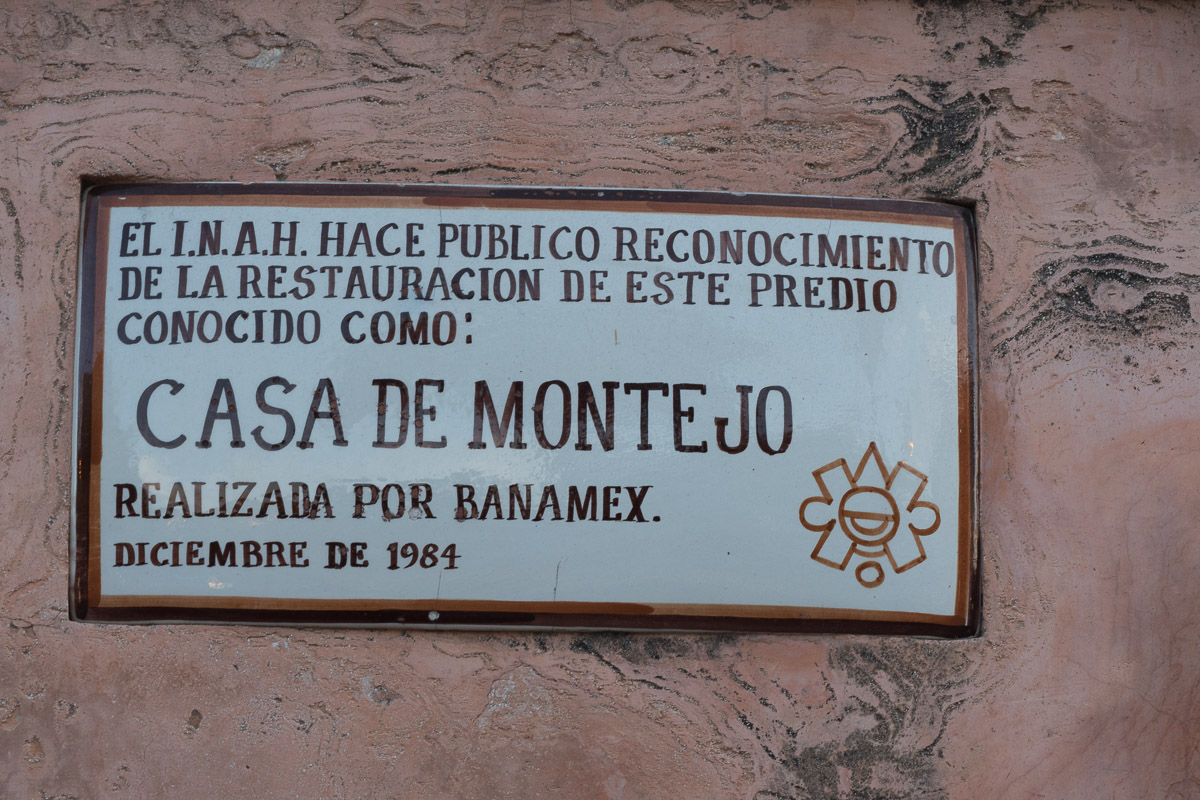 EL I.N.A.H. HACE PUBLICO RECONOCIMIENTO
DE LA RESTAURACION DE ESTE PREDIO
CONOCIDO COMO:
CASA DE MONTEJO
REALIZADA POR BANAMEX.
DICIEMBRE DE 1984